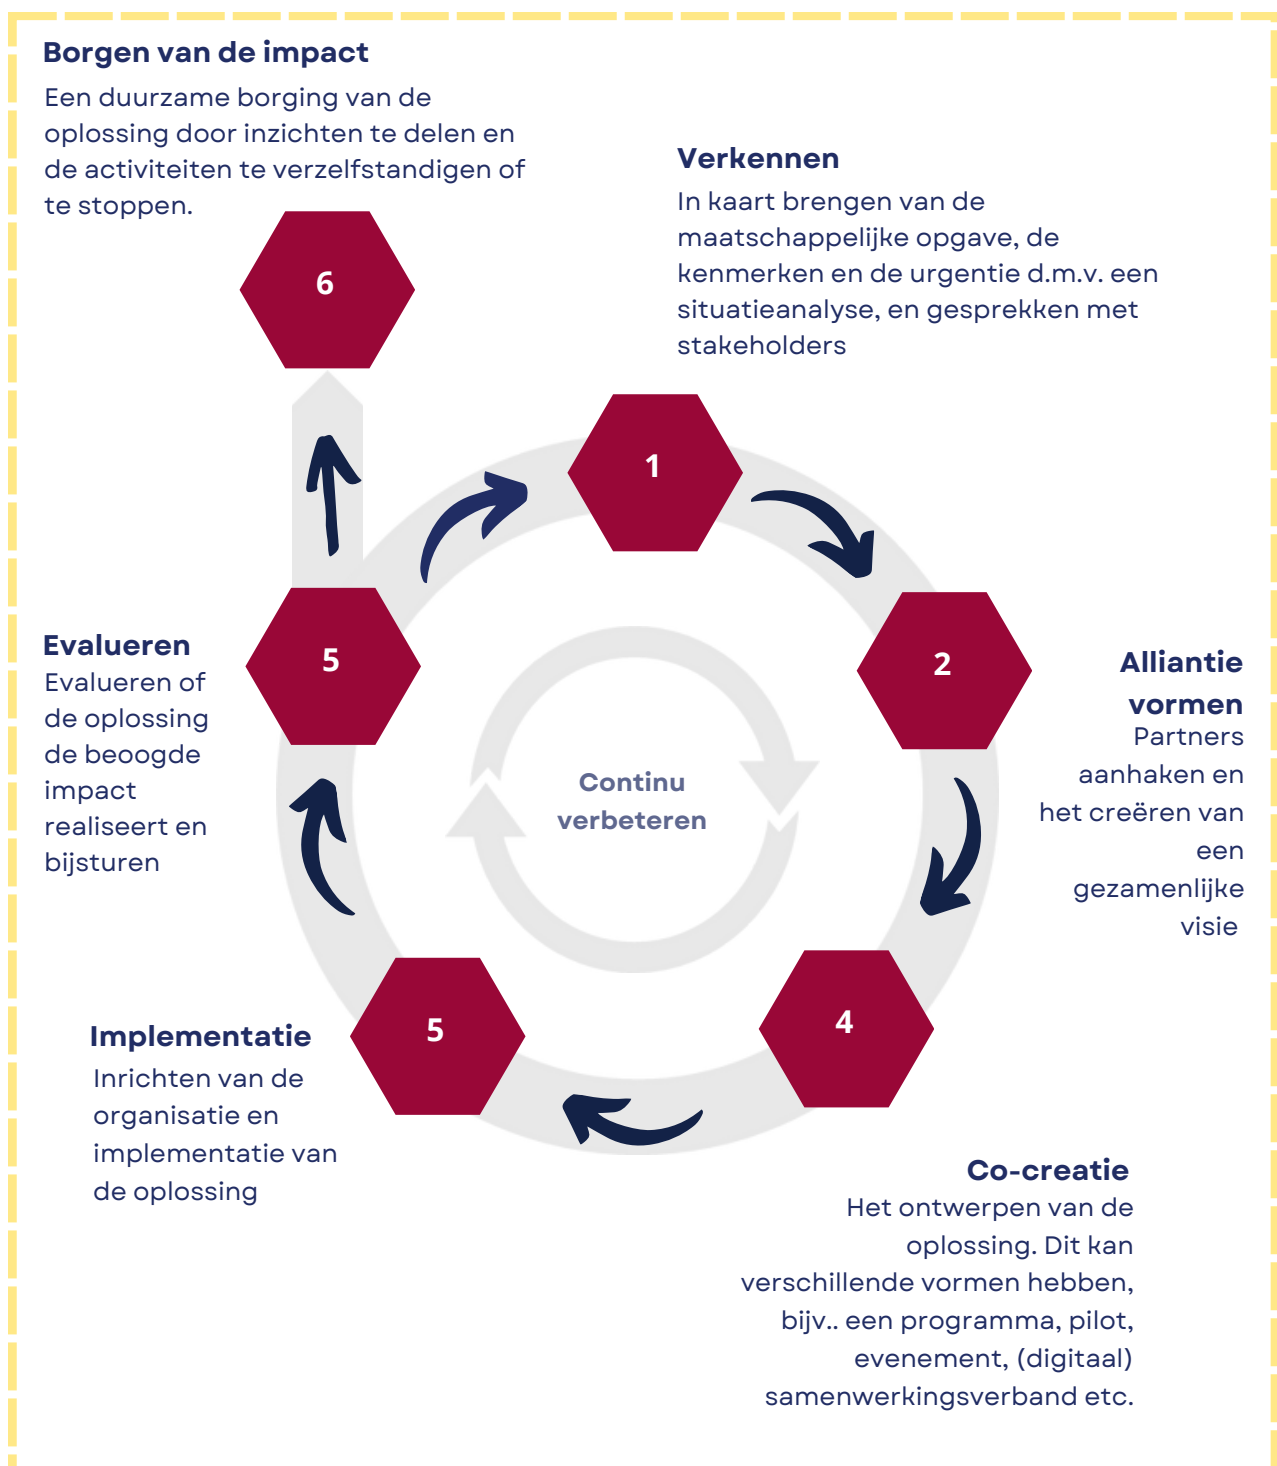 Borgen van de impact
Een duurzame borging van de
oplossing door inzichten te delen en
de activiteiten te verzelfstandigen of
te stoppen.
6
Verkennen
In kaart brengen van de
maatschappelijke opgave, de
kenmerken en de urgentie d.m.v. een
situatieanalyse, en gesprekken met
stakeholders
1
2
Alliantie
vormen
Partners
aanhaken en
het creëren van
een
gezamenlijke
visie
Evalueren
Evalueren of
de oplossing
de beoogde
impact
realiseert en
bijsturen
5
Continu
verbeteren
4
Co-creatie
Het ontwerpen van de
oplossing. Dit kan
verschillende vormen hebben,
bijv.. een programma, pilot,
evenement, (digitaal)
samenwerkingsverband etc.
5
Implementatie
Inrichten van de
organisatie en
implementatie van
de oplossing